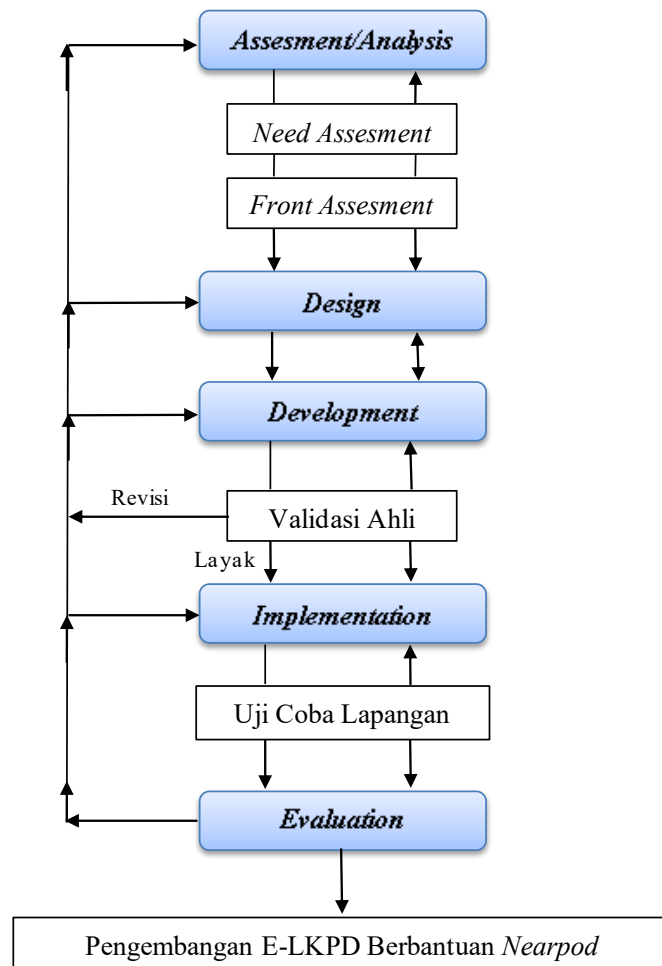 Assesment/Analysis
Need Assesment
Front Assesment
Design
Development
Revisi
Validasi Ahli
Layak
Implementation
Uji Coba Lapangan
Evaluation
Pengembangan E-LKPD Berbantuan Nearpod